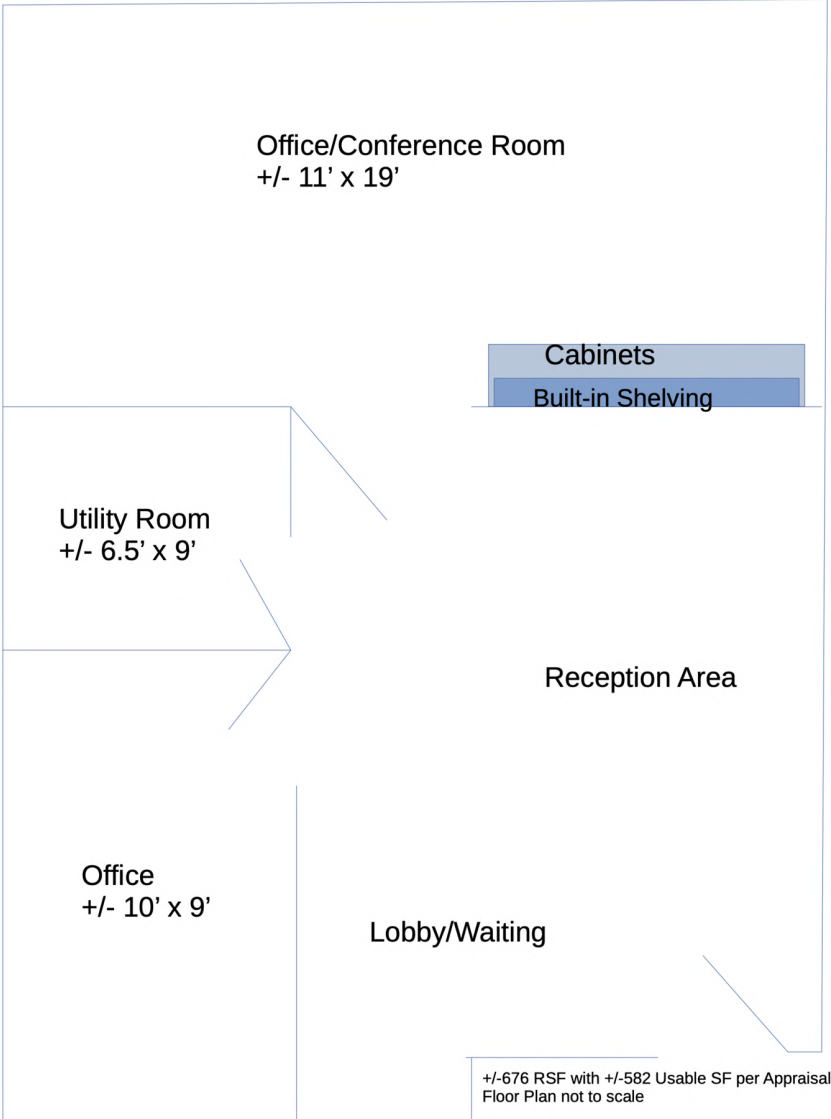 Office/Conference Room
+/- 11’ x 19’
Cabinets
Built-in Shelving
Utility Room
+/- 6.5’ x 9’
Reception Area
Office
+/- 10’ x 9’
Lobby/Waiting
+/-676 RSF with +/-582 Usable SF per Appraisal
Floor Plan not to scale